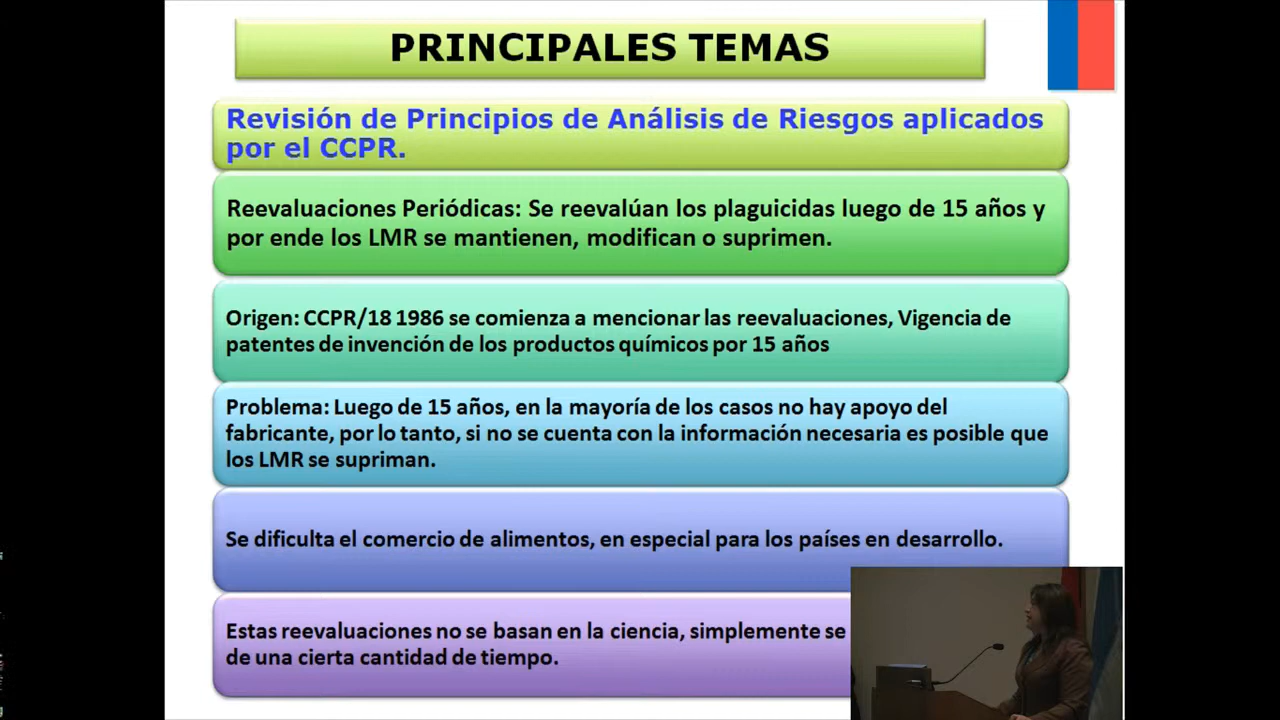 PRINCIPALES TEMAS
Revisión de Principios de Análisis de Riesgos aplicados
por el CCPR.
Reevaluaciones Periódicas: Se reevalúan los plaguicidas luego de 15 años y
por ende los LMR se mantienen, modifican o suprimen.
Origen: CCPR/18 1986 se comienza a mencionar las reevaluaciones, Vigencia de
patentes de invención de los productos químicos por 15 años
Problema: Luego de 15 años, en la mayoría de los casos no hay apoyo del
fabricante, por lo tanto, si no se cuenta con la información necesaria es posible que
los LMR se supriman.
Se dificulta el comercio de alimentos, en especial para los países en desarrollo.
Estas reevaluaciones no se basan en la ciencia, simplemente se
de una cierta cantidad de tiempo.